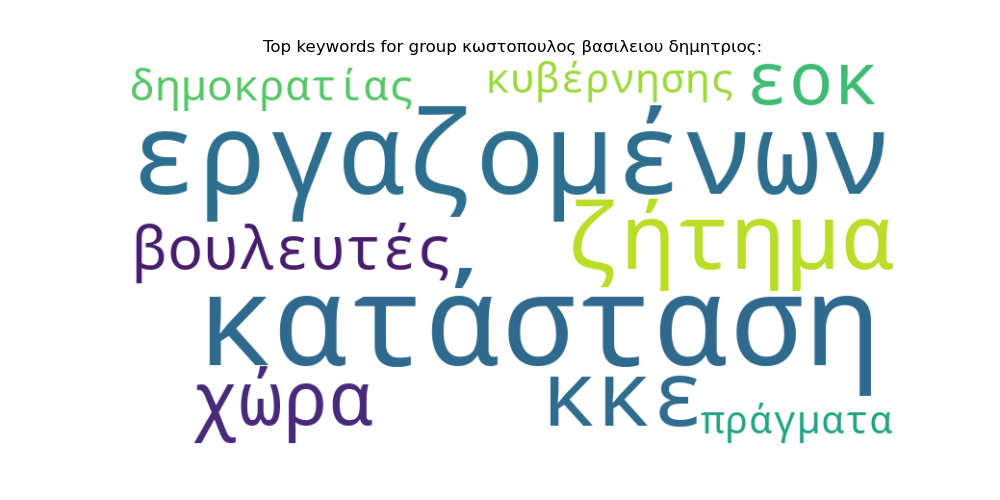 Top keywords for group κωστοπουλος βασιλειου δημητριος:
δημοκρατίας κυβέρνησης εοκ
εργαζομένων
βουλευτές ζήτημα
κατάσταση
χώρα κκε πράγματα